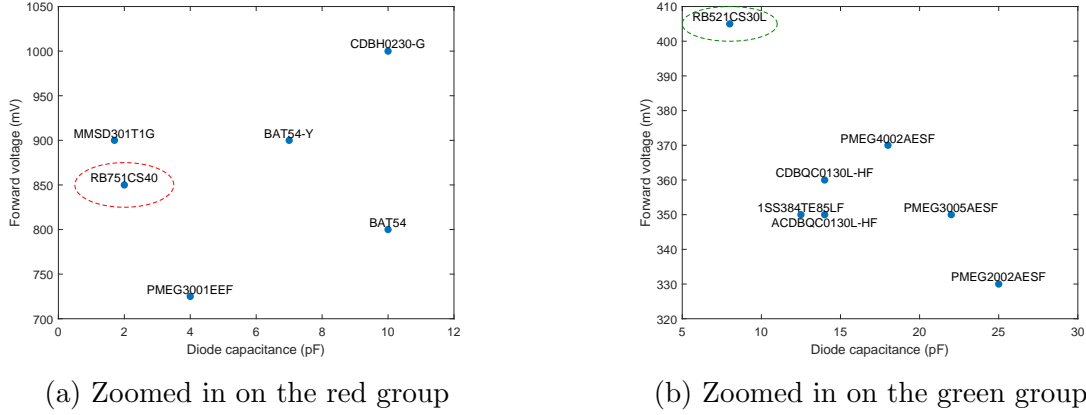 1050
1000
950
900
850
800
750
700
0
2
4
6
8
10
12
Forward voltage (mV)
Diode capacitance (pF)
CDBH0230-G
MMSD301T1G
BAT54-Y
RB751CS40
BAT54
PMEG3001EEF
(a) Zoomed in on the red group
410
400
390
380
370
360
350
340
330
320
5
10
15
20
25
30
Forward voltage (mV)
Diode capacitance (pF)
RB521CS30L
PMEG4002AESF
CDBQC0130L-HF
1SS384TE85LF
PMEG3005AESF
ACDBQC0130L-HF
PMEG2002AESF
(b) Zoomed in on the green group